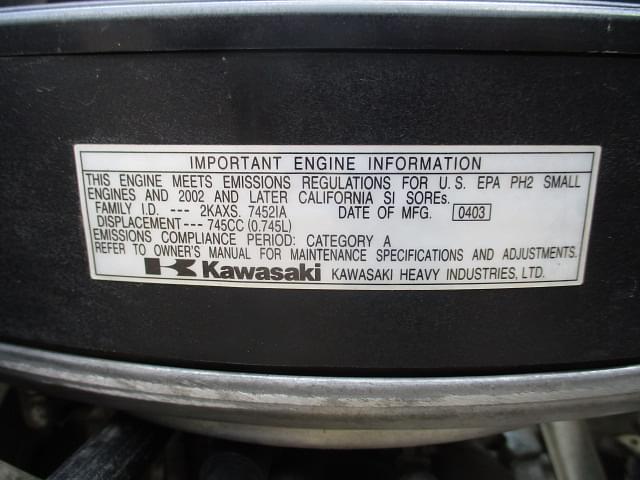 IMPORTANT ENGINE INFORMATION
THIS ENGINE MEETS EMISSIONS REGULATIONS FOR U.S. EPA PH2 SMALL
ENGINES AND 2002 AND LATER CALIFORNIA SI SOREs.
FAMILY I.D. --- 2KAXS. 7452IA DATE OF MFG. 0403
DISPLACEMENT--- 745CC (0.745L)
EMISSIONS COMPLIANCE PERIOD: CATEGORY A
REFER TO OWNER'S MANUAL FOR MAINTENANCE SPECIFICATIONS AND ADJUSTMENTS.
Kawasaki KAWASAKI HEAVY INDUSTRIES, LTD.